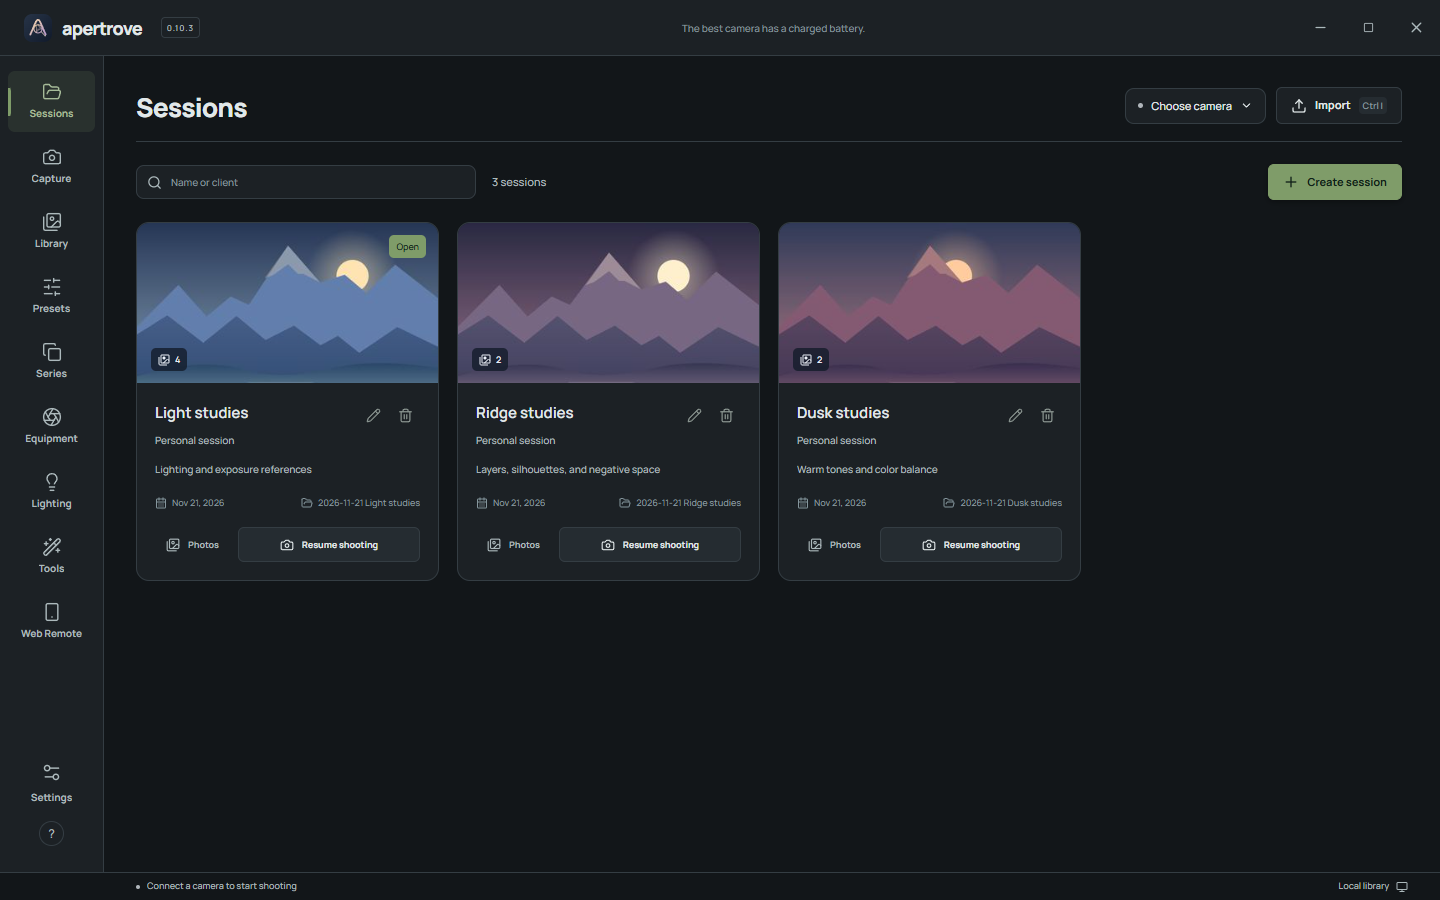 apertrove 0.10.3
The best camera has a charged battery.
Sessions
Capture
Library
Presets
Series
Equipment
Lighting
Tools
Web Remote
Settings
?
Sessions
Choose camera
Import Ctrl I
Name or client
3 sessions
Create session
Open
4
Light studies
Personal session
Lighting and exposure references
Nov 21, 2026
2026-11-21 Light studies
Photos
Resume shooting
2
Ridge studies
Personal session
Layers, silhouettes, and negative space
Nov 21, 2026
2026-11-21 Ridge studies
Photos
Resume shooting
2
Dusk studies
Personal session
Warm tones and color balance
Nov 21, 2026
2026-11-21 Dusk studies
Photos
Resume shooting
Connect a camera to start shooting
Local library